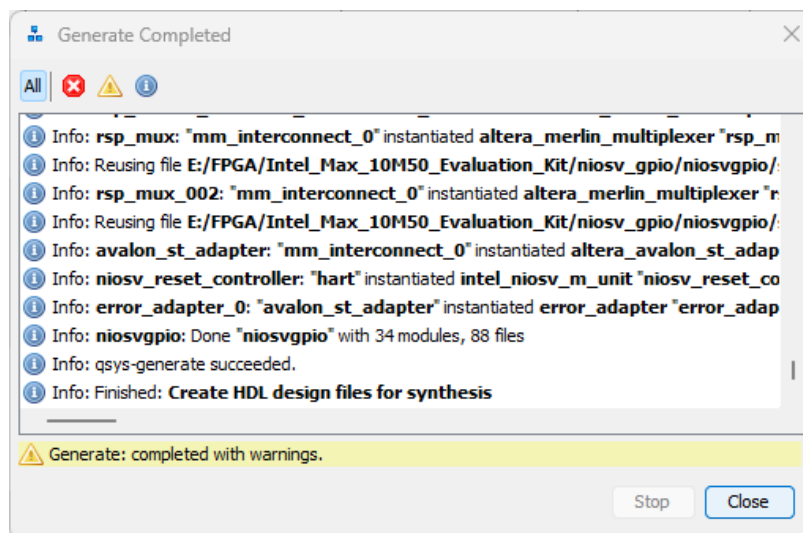 Generate Completed
All
Info: rsp_mux: "mm_interconnect_0" instantiated altera_merlin_multiplexer "rsp_m
Info: Reusing file E:/FPGA/Intel_Max_10M50_Evaluation_Kit/niosv_gpio/niosvgpio/
Info: rsp_mux_002: "mm_interconnect_0" instantiated altera_merlin_multiplexer "r
Info: Reusing file E:/FPGA/Intel_Max_10M50_Evaluation_Kit/niosv_gpio/niosvgpio/
Info: avalon_st_adapter: "mm_interconnect_0" instantiated altera_avalon_st_adap
Info: niosv_reset_controller: "hart" instantiated intel_niosv_m_unit "niosv_reset_co
Info: error_adapter_0: "avalon_st_adapter" instantiated error_adapter "error_adap
Info: niosvgpio: Done "niosvgpio" with 34 modules, 88 files
Info: qsys-generate succeeded.
Info: Finished: Create HDL design files for synthesis
Generate: completed with warnings.
Stop
Close